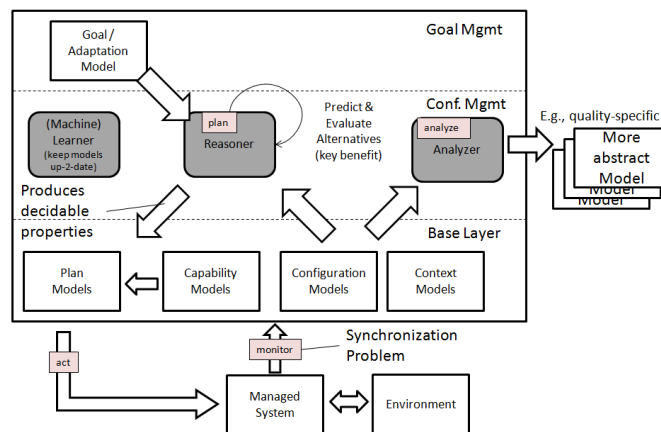 Goal /
Adaptation
Model
Goal Mgmt
(Machine)
Learner
(keep models
up-2-date)
plan
Reasoner
Predict &
Evaluate
Alternatives
(key benefit)
Conf. Mgmt
analyze
Analyzer
E.g., quality-specific
More
abstract
Model
Model
Model
Produces
decidable
properties
Base Layer
Plan
Models
Capability
Models
Configuration
Models
Context
Models
act
monitor
Synchronization
Problem
Managed
System
Environment